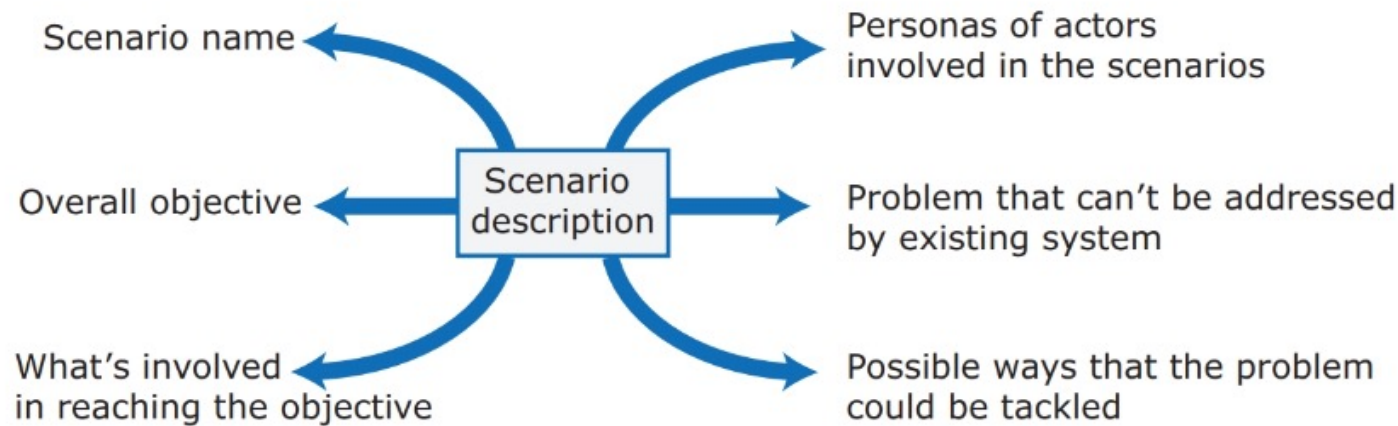 Scenario name
Personas of actors
involved in the scenarios
Scenario
description
Overall objective
Problem that can’t be addressed
by existing system
What’s involved
in reaching the objective
Possible ways that the problem
could be tackled